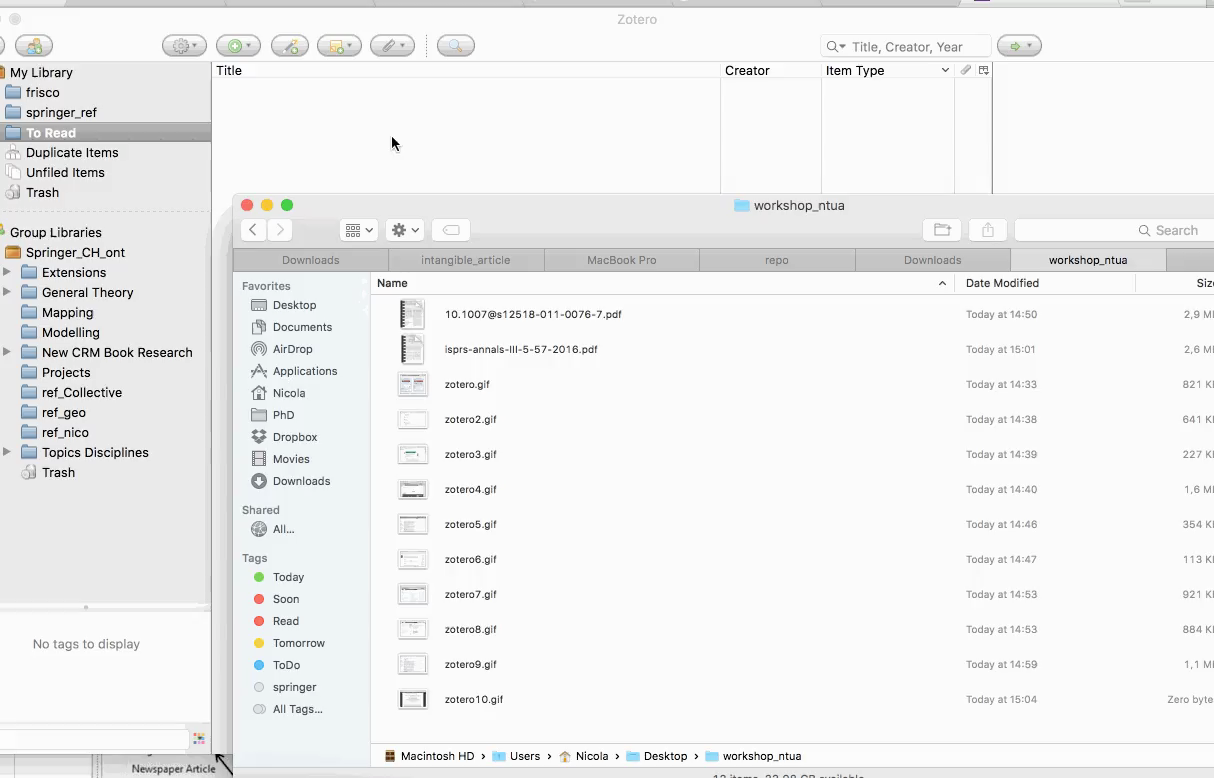 Zotero
Title, Creator, Year
My Library
frisco
springer_ref
To Read
Duplicate Items
Unfiled Items
Trash
Group Libraries
Springer_CH_ont
Extensions
General Theory
Mapping
Modelling
New CRM Book Research
Projects
ref_Collective
ref_geo
ref_nico
Topics Disciplines
Trash
No tags to display
Title Creator Item Type
workshop_ntua
Search
Downloads intangible_article MacBook Pro repo Downloads workshop_ntua
Favorites
Desktop
Documents
AirDrop
Applications
Nicola
PhD
Dropbox
Movies
Downloads
Shared
All...
Tags
Today
Soon
Read
Tomorrow
ToDo
springer
All Tags...
Name Date Modified
10.1007@s12518-011-0076-7.pdf Today at 14:50 2,9
isprs-annals-III-5-57-2016.pdf Today at 15:01 2,6
zotero.gif Today at 14:33 821
zotero2.gif Today at 14:38 641
zotero3.gif Today at 14:39 227
zotero4.gif Today at 14:40 1,6
zotero5.gif Today at 14:46 354
zotero6.gif Today at 14:47 113
zotero7.gif Today at 14:53 921
zotero8.gif Today at 14:53 884
zotero9.gif Today at 14:59 1,1
zotero10.gif Today at 15:04 Zero
Macintosh HD › Users › Nicola › Desktop › workshop_ntua
Newspaper Article